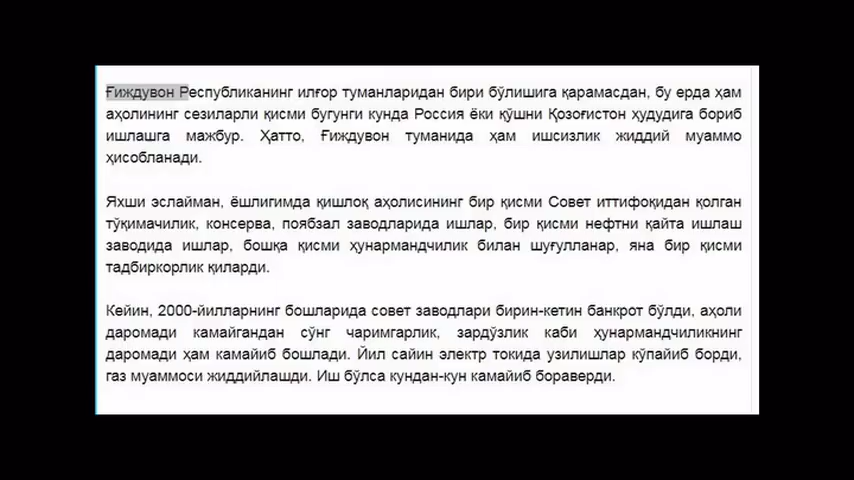 Ғиждувон Республиканинг илғор туманларидан бири бўлишига қарамасдан, бу ерда ҳам
аҳолининг сезиларли қисми бугунги кунда Россия ёки қўшни Қозоғистон ҳудудига бориб
ишлашга мажбур. Ҳатто, Ғиждувон туманида ҳам ишсизлик жиддий муаммо
ҳисобланади.
Яхши эслайман, ёшлигимда қишлоқ аҳолисининг бир қисми Совет иттифоқидан қолган
тўқимачилик, консерва, поябзал заводларида ишлар, бир қисми нефтни қайта ишлаш
заводида ишлар, бошқа қисми ҳунармандчилик билан шуғулланар, яна бир қисми
тадбиркорлик қиларди.
Кейин, 2000-йилларнинг бошларида совет заводлари бирин-кетин банкрот бўлди, аҳоли
даромади камайгандан сўнг чаримгарлик, зардўзлик каби ҳунармандчиликнинг
даромади ҳам камайиб бошлади. Йил сайин электр токида узилишлар кўпайиб борди,
газ муаммоси жиддийлашди. Иш бўлса кундан-кун камайиб бораверди.